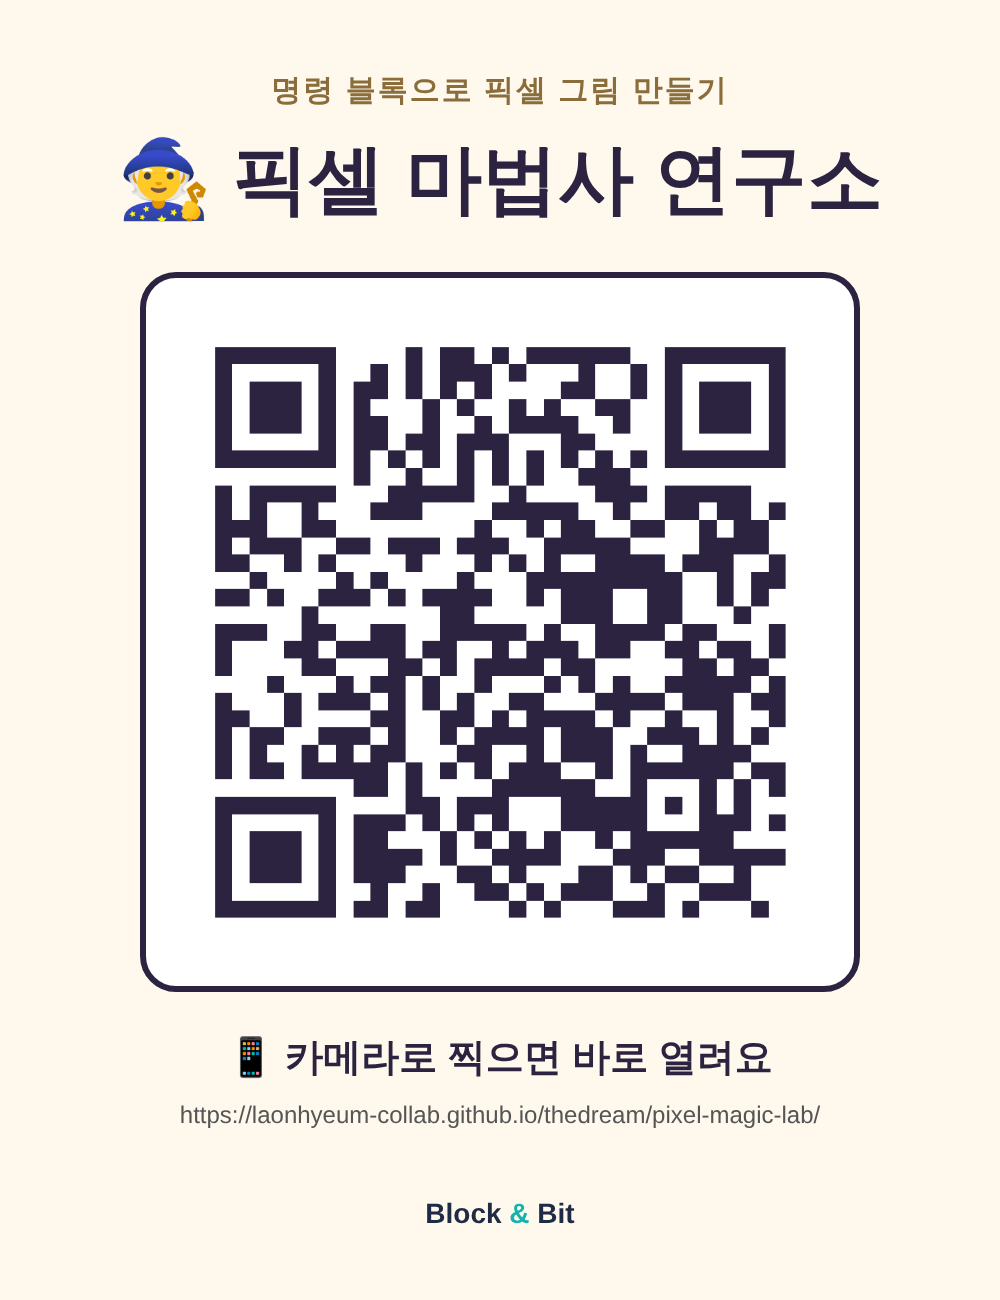 명령 블록으로 픽셀 그림 만들기
픽셀 마법사 연구소
카메라로 찍으면 바로 열려요
https://laonhyeum-collab.github.io/thedream/pixel-magic-lab/
Block & Bit